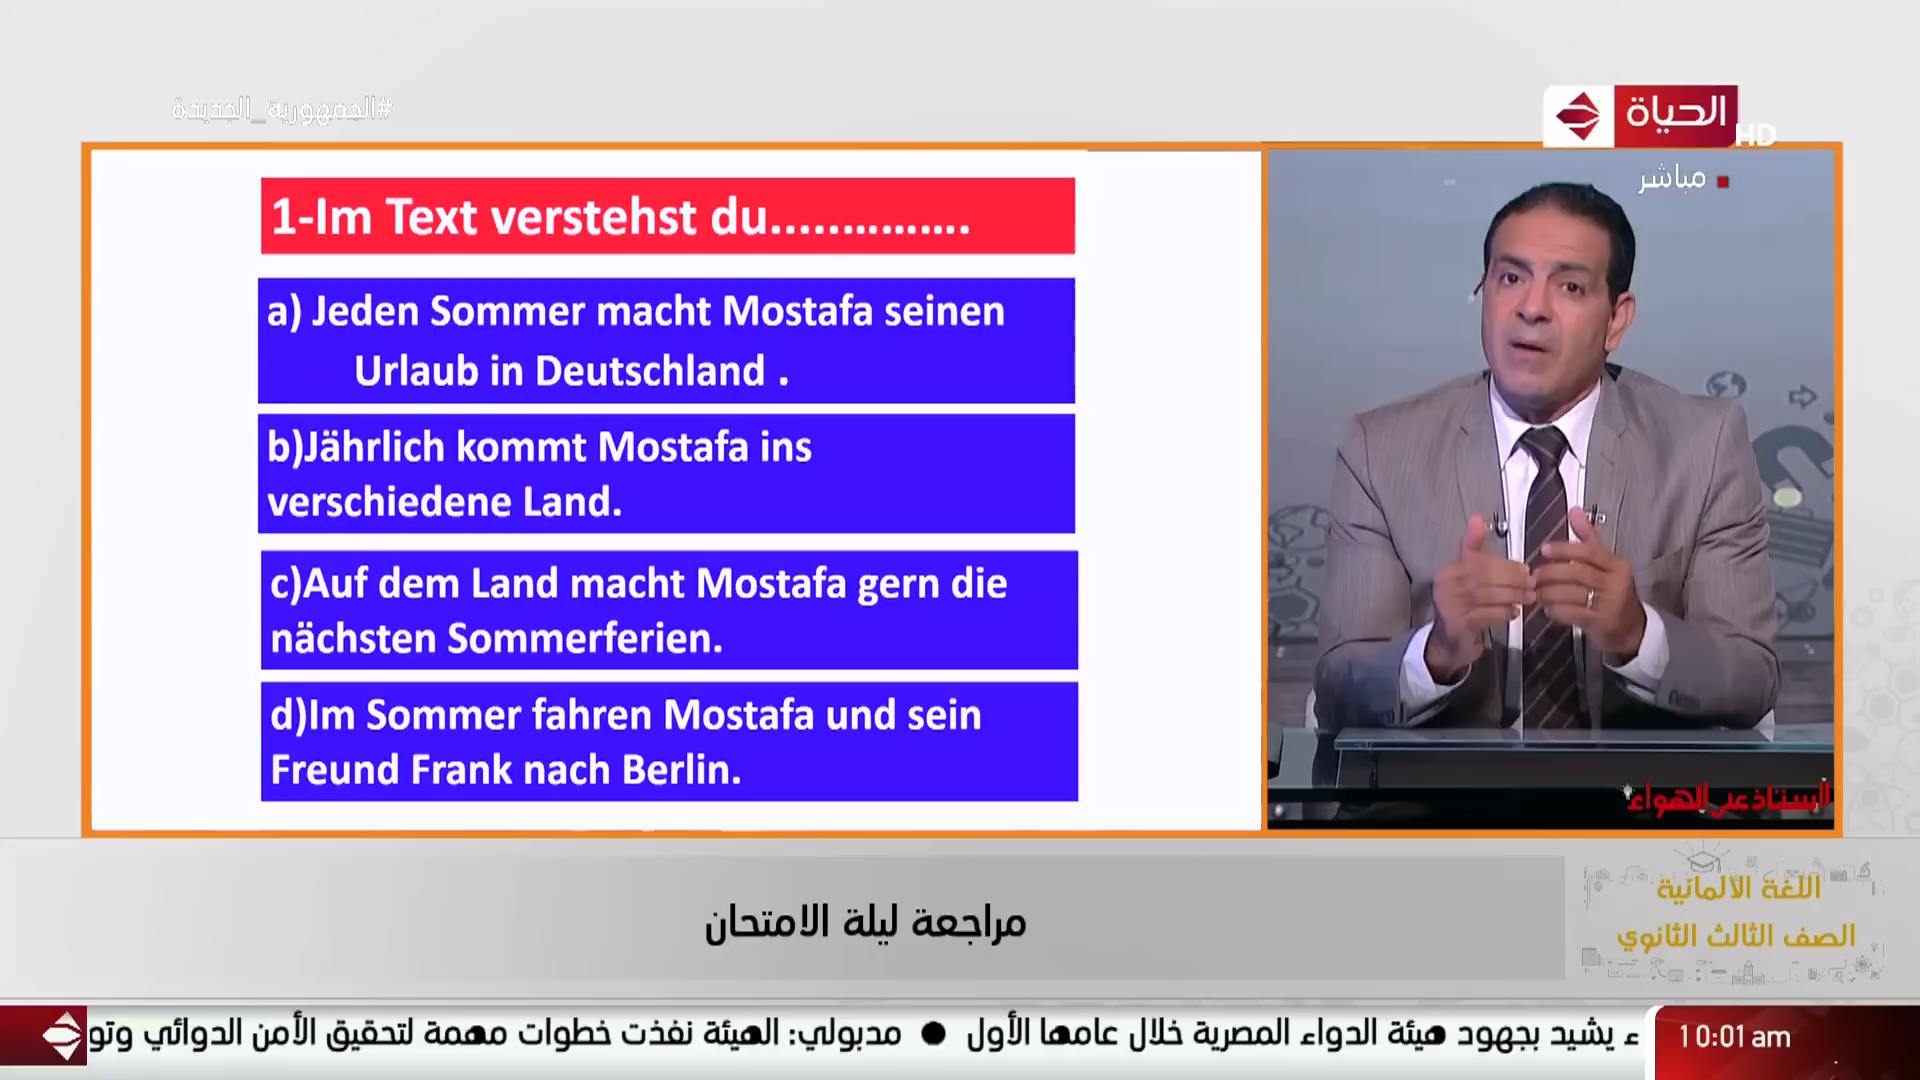 #الجمهورية_الجديدة
الحياة
HD
مباشر
1-Im Text verstehst du..............
a) Jeden Sommer macht Mostafa seinen
Urlaub in Deutschland .
b)Jährlich kommt Mostafa ins
verschiedene Land.
c)Auf dem Land macht Mostafa gern die
nächsten Sommerferien.
d)Im Sommer fahren Mostafa und sein
Freund Frank nach Berlin.
أستاذ على الهواء
اللغة الألمانية
الصف الثالث الثانوي
مراجعة ليلة الامتحان
ء يشيد بجهود هيئة الدواء المصرية خلال عامها الأول ● مدبولي: الهيئة نفذت خطوات مهمة لتحقيق الأمن الدوائي وتو
10:01 am